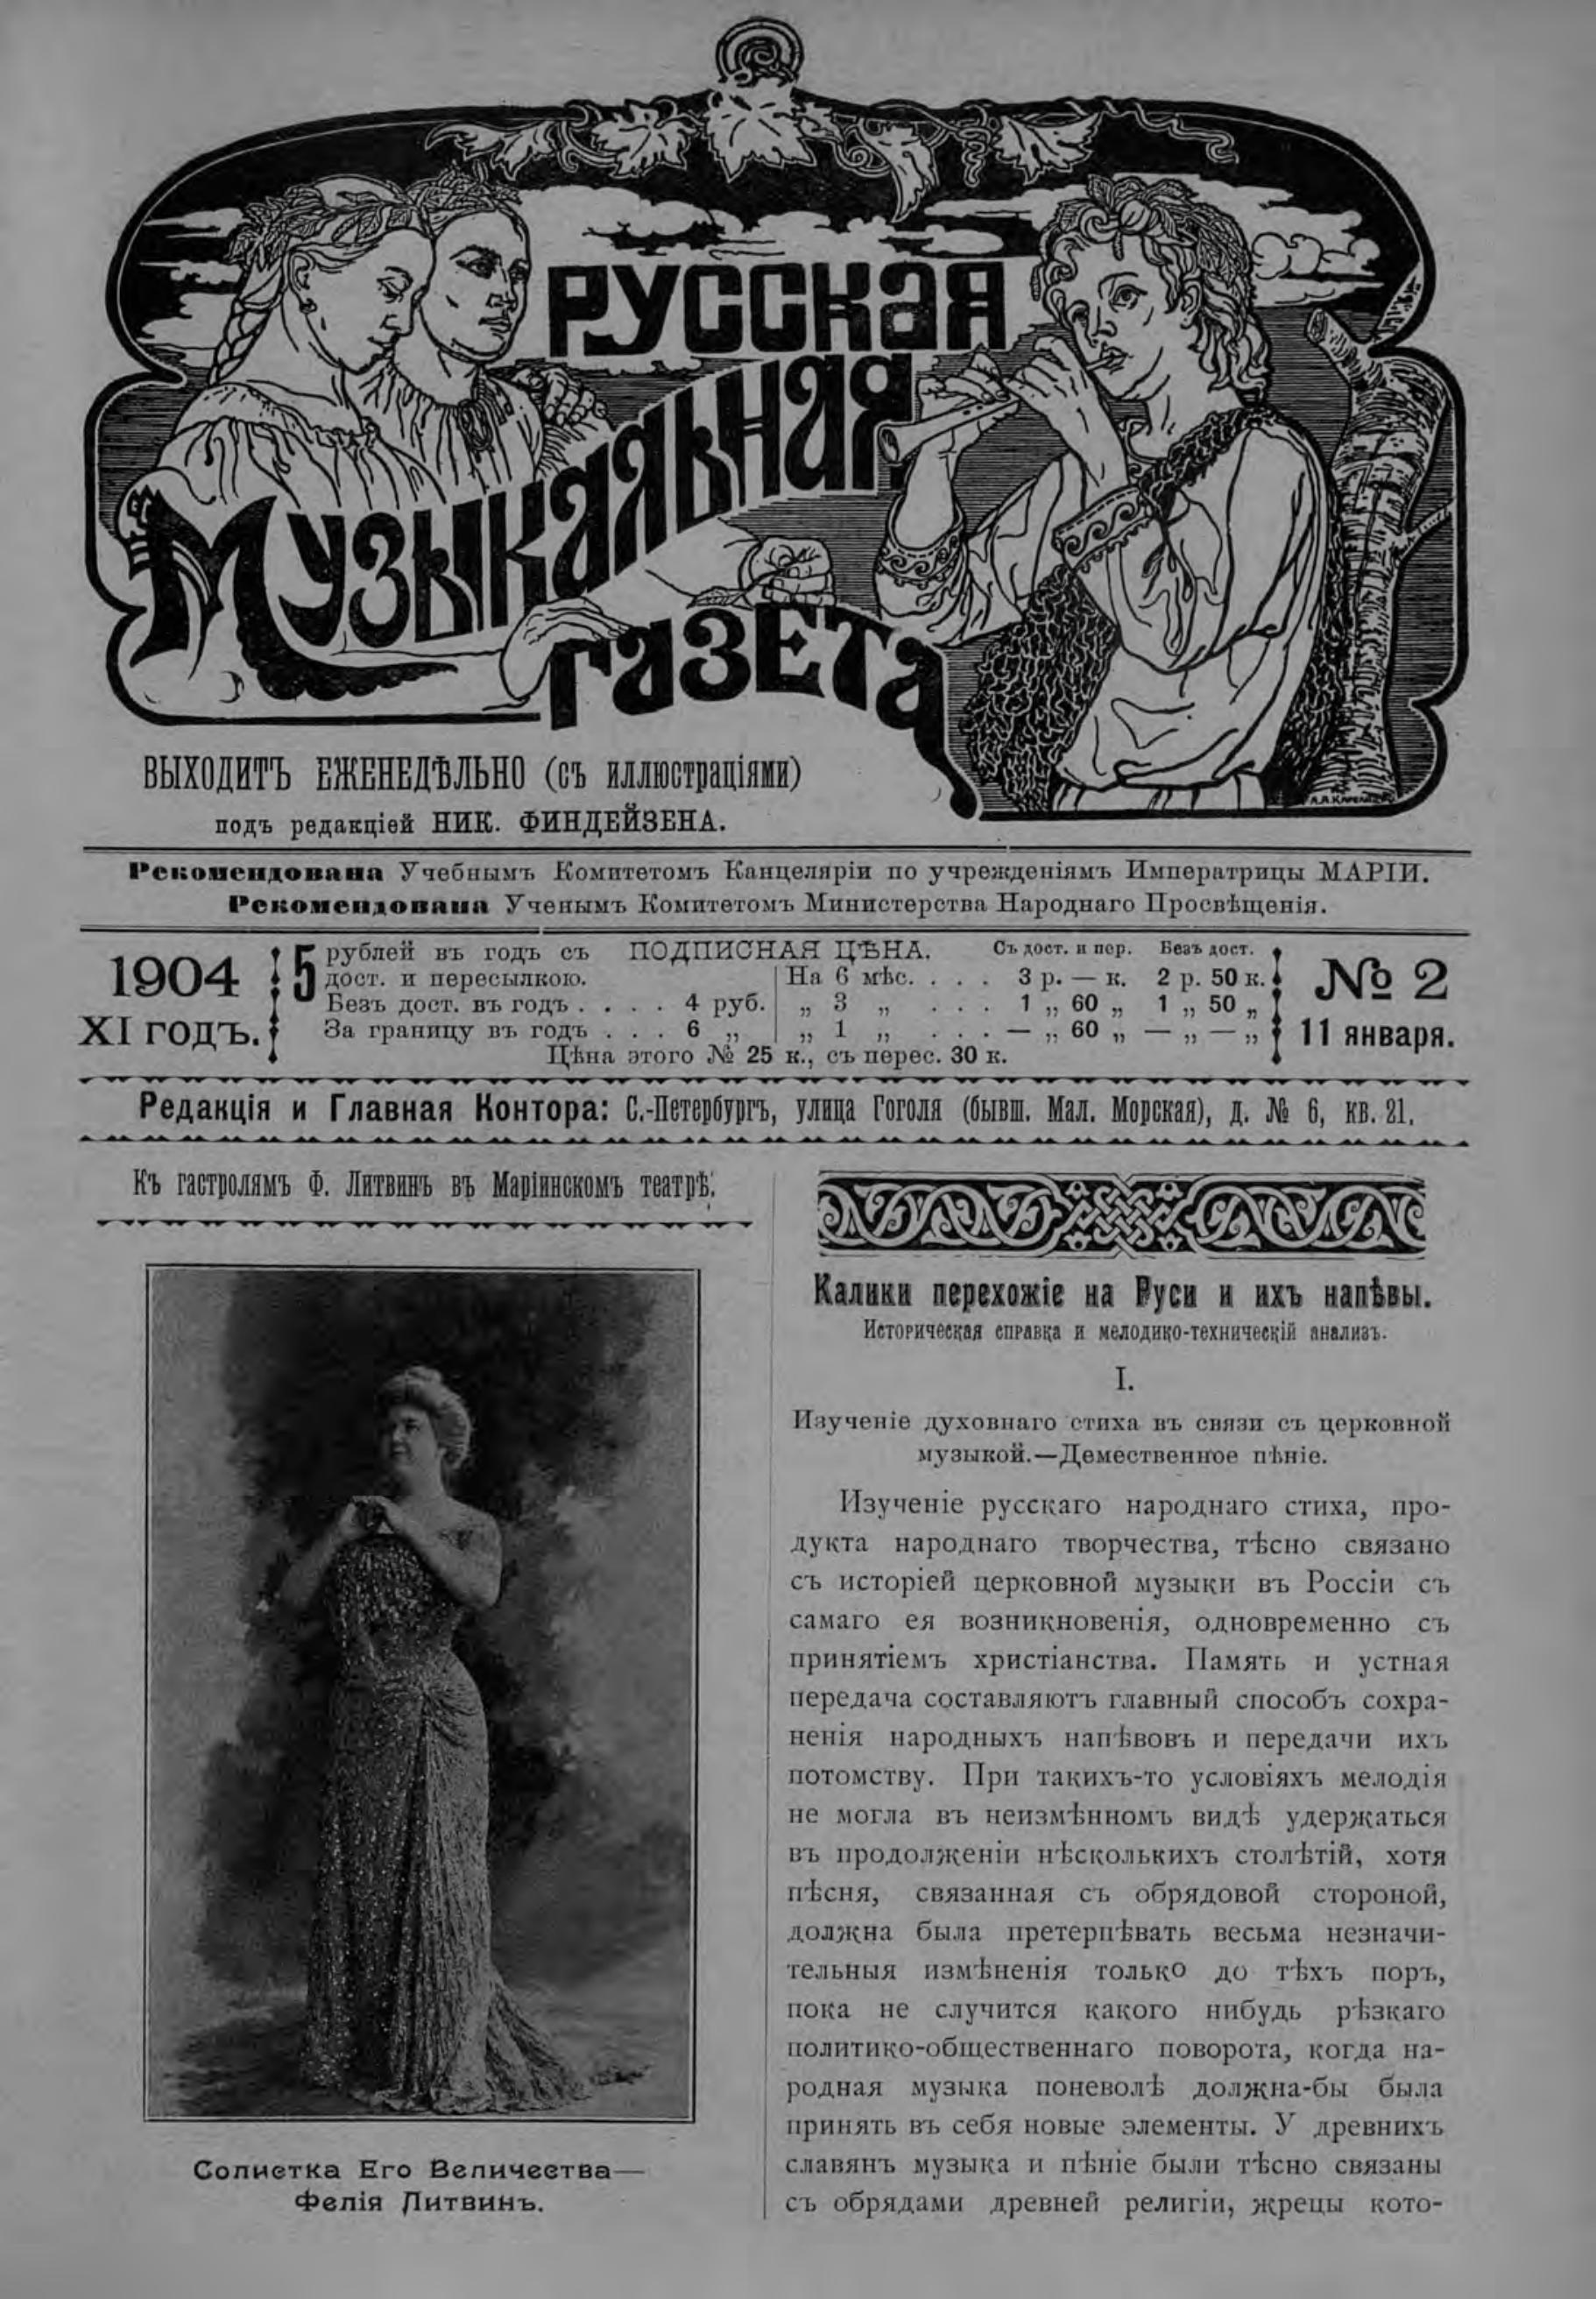 РУССКАЯ
МУЗЫКАЛЬНАЯ
ГАЗЕТА
ВЫХОДИТЪ ЕЖЕНЕДѢЛЬНО (съ иллюстраціями)
подъ редакціей НИК. ФИНДЕЙЗЕНА.
Рекомендована Учебнымъ Комитетомъ Канцеляріи по учрежденіямъ Императрицы МАРІИ.
Рекомендована Ученымъ Комитетомъ Министерства Народнаго Просвѣщенія.
1904
XI годъ.
5 рублей въ годъ съ
дост. и пересылкою.
Безъ дост. въ годъ . . . . 4 руб.
За границу въ годъ . . . 6 „
ПОДПИСНАЯ ЦѢНА. Съ дост. и пер. Безъ дост.
На 6 мѣс. . . . 3 р. — к. 2 р. 50 к.
„ 3 „ . . . 1 „ 60 „ 1 „ 50 „
„ 1 „ . . . — „ 60 „ — „ — „
Цѣна этого № 25 к., съ перес. 30 к.
№ 2
11 января.
Редакція и Главная Контора: С.-Петербургъ, улица Гоголя (бывш. Мал. Морская), д. № 6, кв. 21.
Къ гастролямъ Ф. Литвинъ въ Маріинскомъ театрѣ.
Солистка Его Величества—
Фелія Литвинъ.
Калики перехожіе на Руси и ихъ напѣвы.
Историческая справка и мелодико-техническій анализъ.
I.
Изученіе духовнаго стиха въ связи съ церковной
музыкой.—Демественное пѣніе.
Изученіе русскаго народнаго стиха, про-
дукта народнаго творчества, тѣсно связано
съ исторіей церковной музыки въ Россіи съ
самаго ея возникновенія, одновременно съ
принятіемъ христіанства. Память и устная
передача составляютъ главный способъ сохра-
ненія народныхъ напѣвовъ и передачи ихъ
потомству. При такихъ-то условіяхъ мелодія
не могла въ неизмѣнномъ видѣ удержаться
въ продолженіи нѣсколькихъ столѣтій, хотя
пѣсня, связанная съ обрядовой стороной,
должна была претерпѣвать весьма незначи-
тельныя измѣненія только до тѣхъ поръ,
пока не случится какого нибудь рѣзкаго
политико-общественнаго поворота, когда на-
родная музыка поневолѣ должна-бы была
принять въ себя новые элементы. У древнихъ
славянъ музыка и пѣніе были тѣсно связаны
съ обрядами древней религіи, жрецы кото-